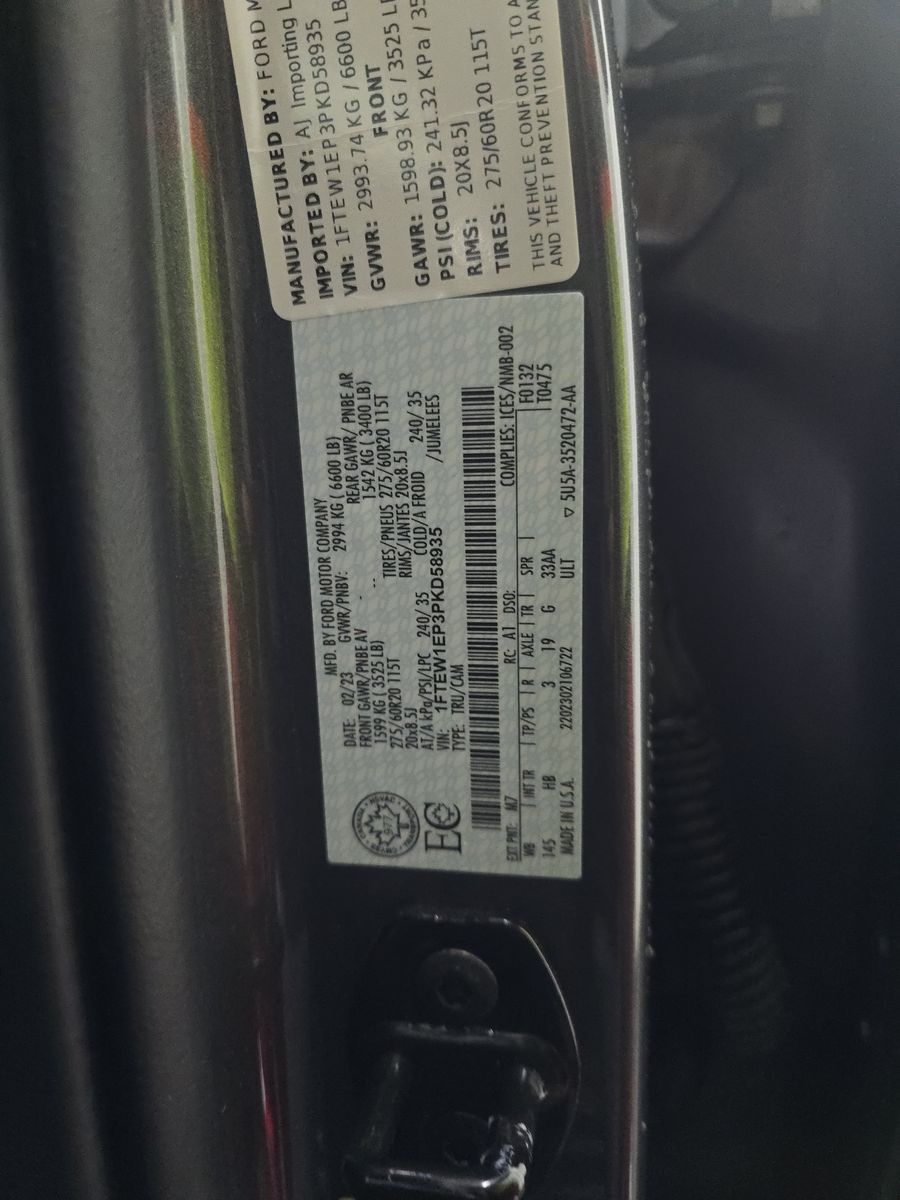 MANUFACTURED BY: FORD M
IMPORTED BY: AJ Importing L
VIN: 1FTEW1EP3PKD58935
GVWR: 2993.74 KG / 6600 LB
FRONT
GAWR: 1598.93 KG / 3525 L
PSI (COLD): 241.32 KPa / 35
RIMS: 20X8.5J
TIRES: 275/60R20 115T
THIS VEHICLE CONFORMS TO A
AND THEFT PREVENTION STAN
MFD. BY FORD MOTOR COMPANY
DATE: 02/23 GVWR/PNBV: 2994 KG ( 6600 LB)
FRONT GAWR/PNBE AV REAR GAWR/ PNBE AR
1599 KG ( 3525 LB) 1542 KG ( 3400 LB)
275/60R20 115T TIRES/PNEUS 275/60R20 115T
20x8.5J RIMS/JANTES 20x8.5J
AT/A kPa/PSI/LPC 240/ 35 COLD/A FROID 240/ 35
VIN: 1FTEW1EP3PKD58935 /JUMELEES
TYPE: TRU/CAM
CANADA
977
EC
EXT PNT: M7 RC: A1 DSO: COMPLIES: ICES/NMB-002
WB INT TR TP/PS R AXLE TR SPR F0132
145 HB 3 19 G 33AA T0475
MADE IN U.S.A. 2202302106722 ULT ▽ 5U5A-3520472-AA